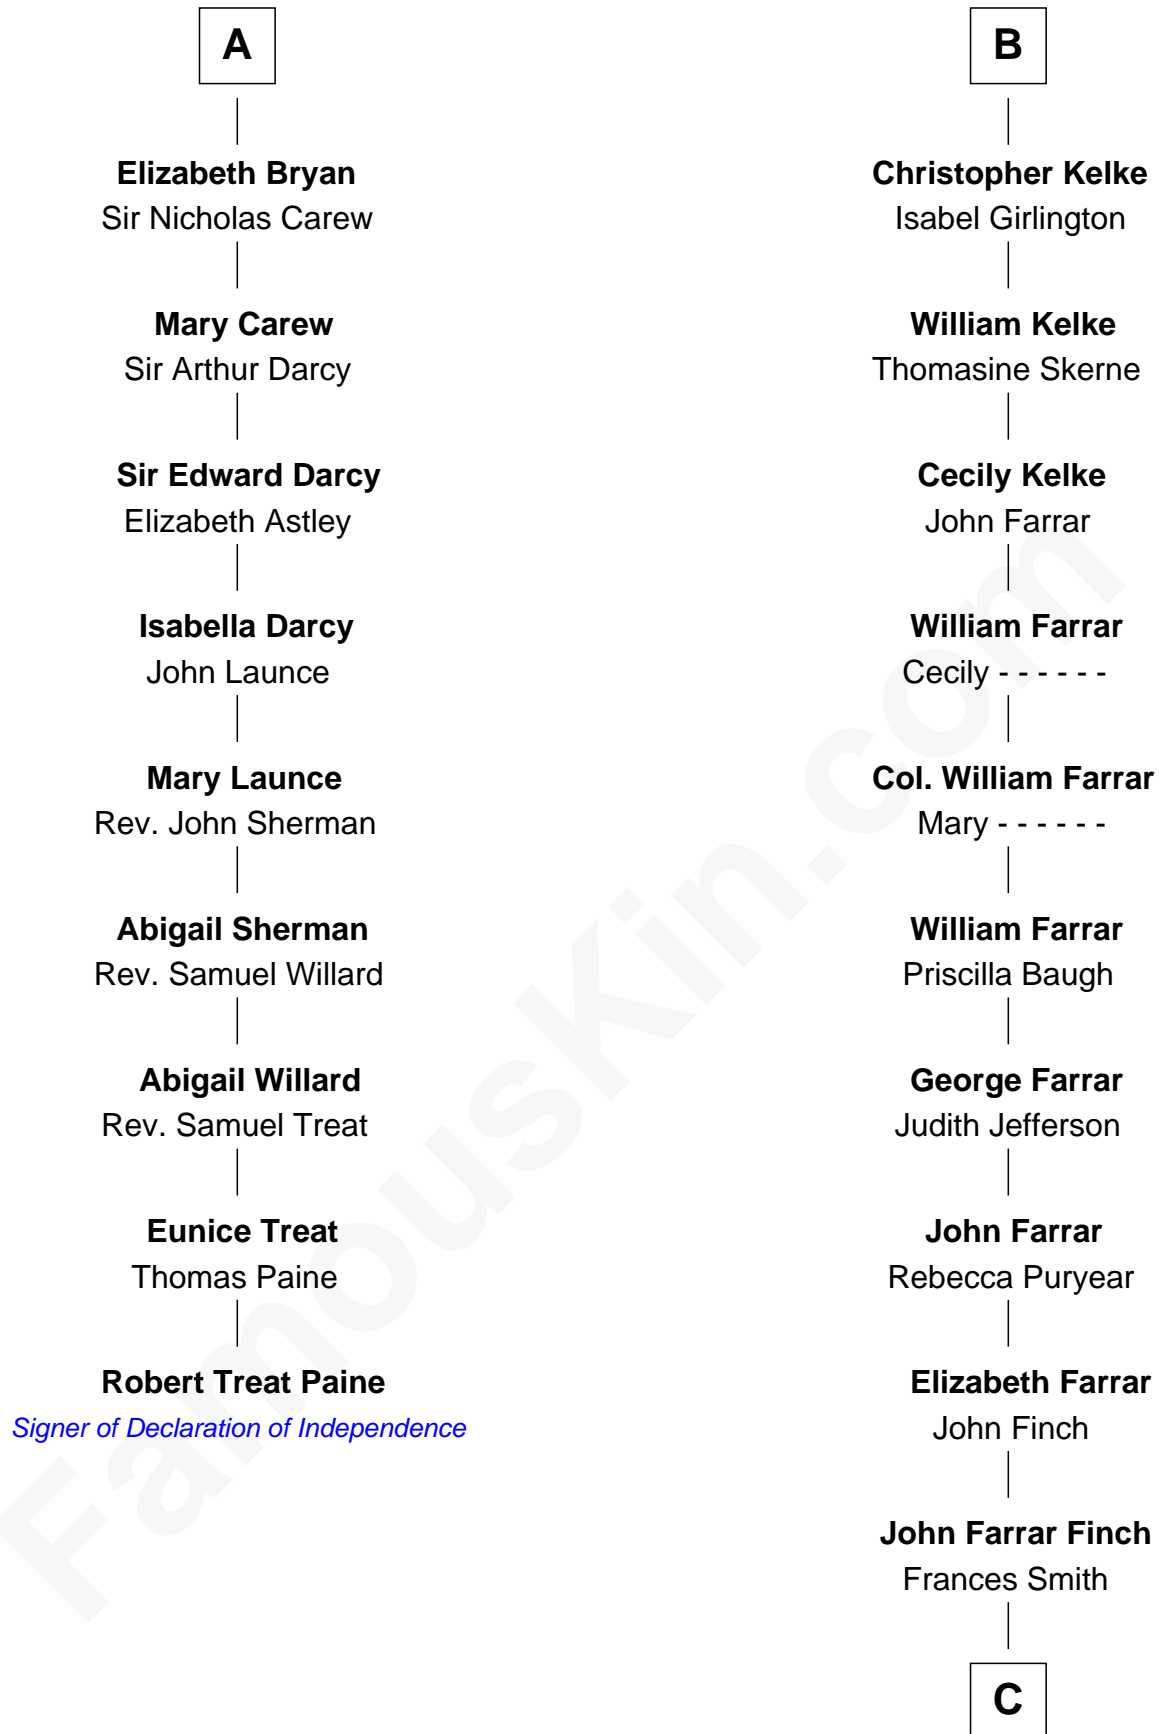 A
Elizabeth Bryan
Sir Nicholas Carew
Mary Carew
Sir Arthur Darcy
Sir Edward Darcy
Elizabeth Astley
Isabella Darcy
John Launce
Mary Launce
Rev. John Sherman
Abigail Sherman
Rev. Samuel Willard
Abigail Willard
Rev. Samuel Treat
Eunice Treat
Thomas Paine
Robert Treat Paine
Signer of Declaration of Independence
B
Christopher Kelke
Isabel Girlington
William Kelke
Thomasine Skerne
Cecily Kelke
John Farrar
William Farrar
Cecily - - - - - -
Col. William Farrar
Mary - - - - - -
William Farrar
Priscilla Baugh
George Farrar
Judith Jefferson
John Farrar
Rebecca Puryear
Elizabeth Farrar
John Finch
John Farrar Finch
Frances Smith
C
FamousKin.com